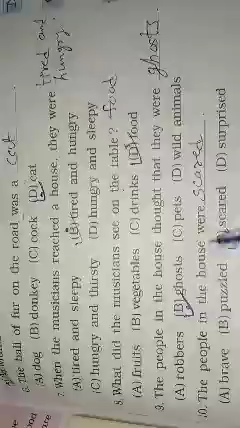 6. The ball of fur on the road was a cat.
(A) dog (B) donkey (C) cock (D) cat
7. When the musicians reached a house, they were tired and hungry.
(A) tired and sleepy (B) tired and hungry
(C) hungry and thirsty (D) hungry and sleepy
8. What did the musicians see on the table? food
(A) fruits (B) vegetables (C) drinks (D) food
9. The people in the house thought that they were ghosts.
(A) robbers (B) ghosts (C) pets (D) wild animals
10. The people in the house were scared.
(A) brave (B) puzzled (C) scared (D) surprised